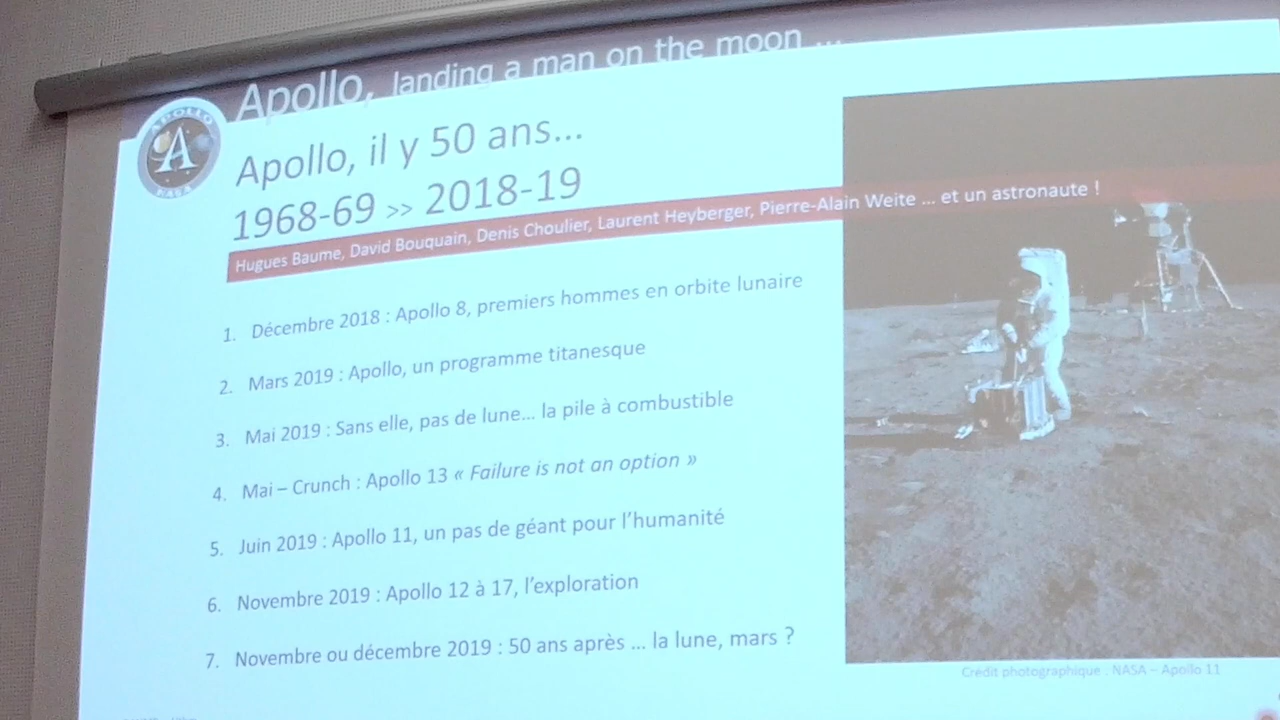 Apollo, landing a man on the moon ...
APOLLO
A
NASA
Apollo, il y 50 ans...
1968-69 >> 2018-19
Hugues Baume, David Bouquain, Denis Choulier, Laurent Heyberger, Pierre-Alain Weite ... et un astronaute !
1. Décembre 2018 : Apollo 8, premiers hommes en orbite lunaire
2. Mars 2019 : Apollo, un programme titanesque
3. Mai 2019 : Sans elle, pas de lune... la pile à combustible
4. Mai – Crunch : Apollo 13 « Failure is not an option »
5. Juin 2019 : Apollo 11, un pas de géant pour l'humanité
6. Novembre 2019 : Apollo 12 à 17, l'exploration
7. Novembre ou décembre 2019 : 50 ans après ... la lune, mars ?
Crédit photographique : NASA – Apollo 11